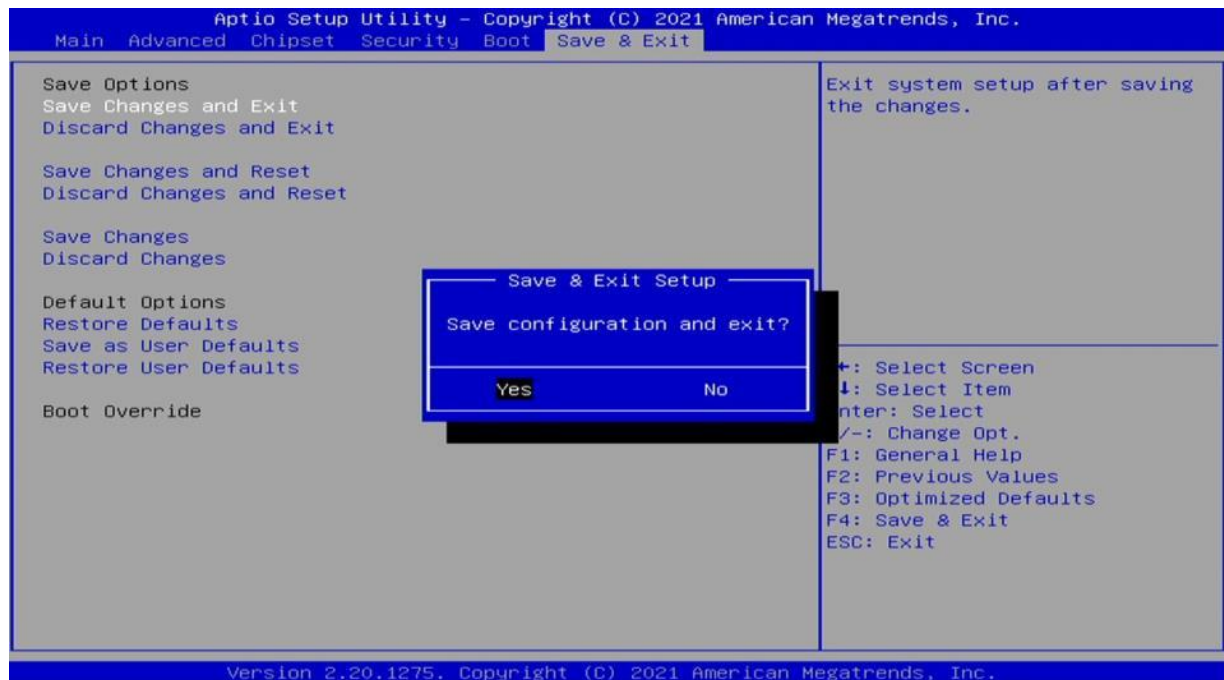 Aptio Setup Utility – Copyright (C) 2021 American Megatrends, Inc.
Main Advanced Chipset Security Boot Save & Exit
Save Options
Save Changes and Exit
Discard Changes and Exit
Save Changes and Reset
Discard Changes and Reset
Save Changes
Discard Changes
Default Options
Restore Defaults
Save as User Defaults
Restore User Defaults
Boot Override
Save & Exit Setup
Save configuration and exit?
Yes No
Exit system setup after saving
the changes.
: Select Screen
: Select Item
nter: Select
/-: Change Opt.
F1: General Help
F2: Previous Values
F3: Optimized Defaults
F4: Save & Exit
ESC: Exit
Version 2.20.1275. Copyright (C) 2021 American Megatrends, Inc.